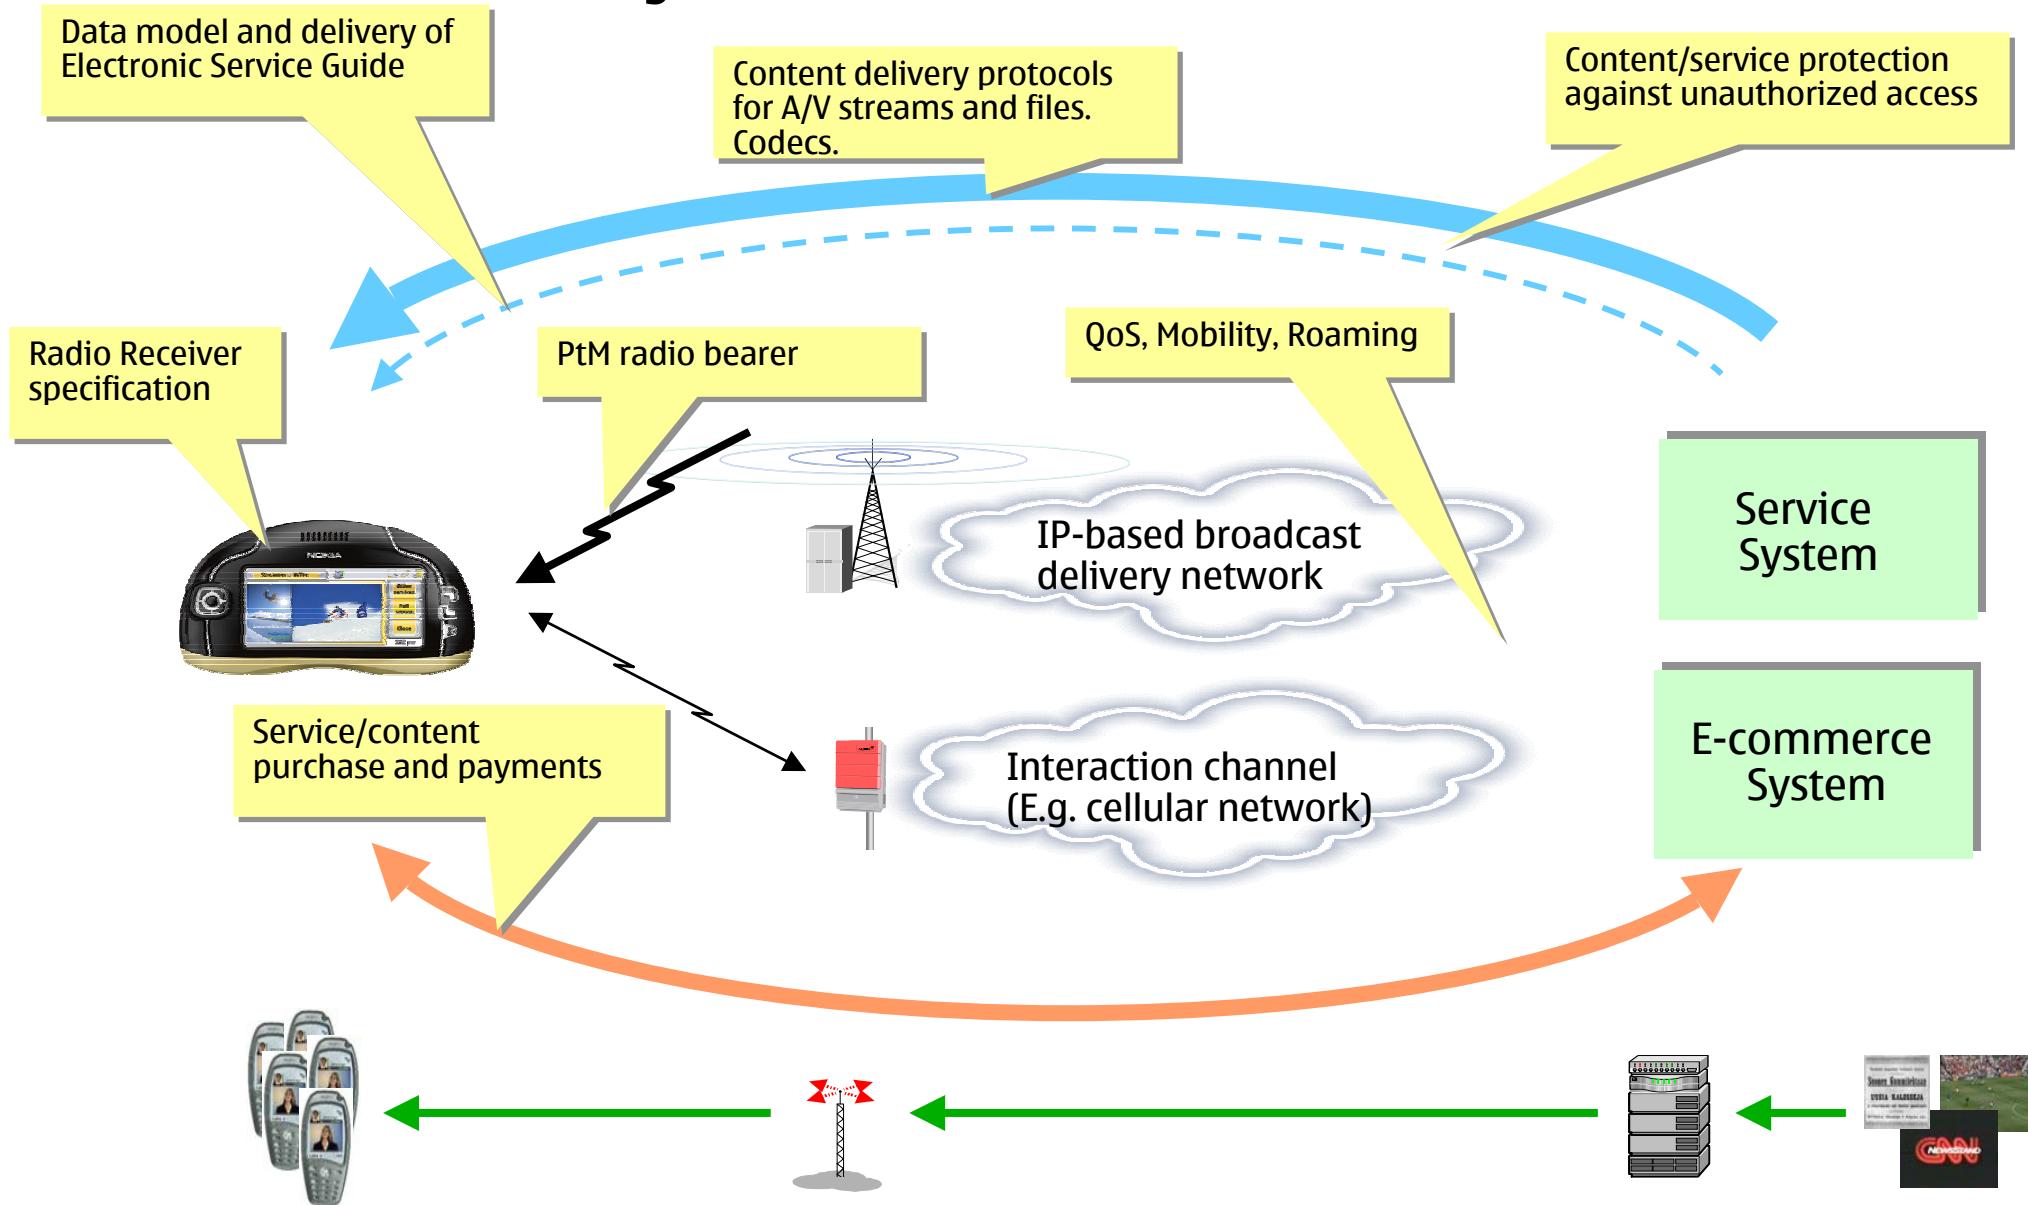 Data model and delivery of
Electronic Service Guide
Content delivery protocols
for A/V streams and files.
Codecs.
Content/service protection
against unauthorized access
Radio Receiver
specification
PtM radio bearer
QoS, Mobility, Roaming
NOKIA
IP-based broadcast
delivery network
Service
System
Service/content
purchase and payments
Interaction channel
(E.g. cellular network)
E-commerce
System
CNN
NEWSSTAND